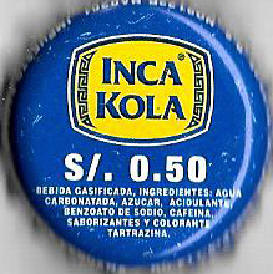 INCA
KOLA
S/. 0.50
BEBIDA GASIFICADA, INGREDIENTES: AGUA
CARBONATADA, AZUCAR, ACIDULANTE,
BENZOATO DE SODIO, CAFEINA,
SABORIZANTES Y COLORANTE
TARTRAZINA.